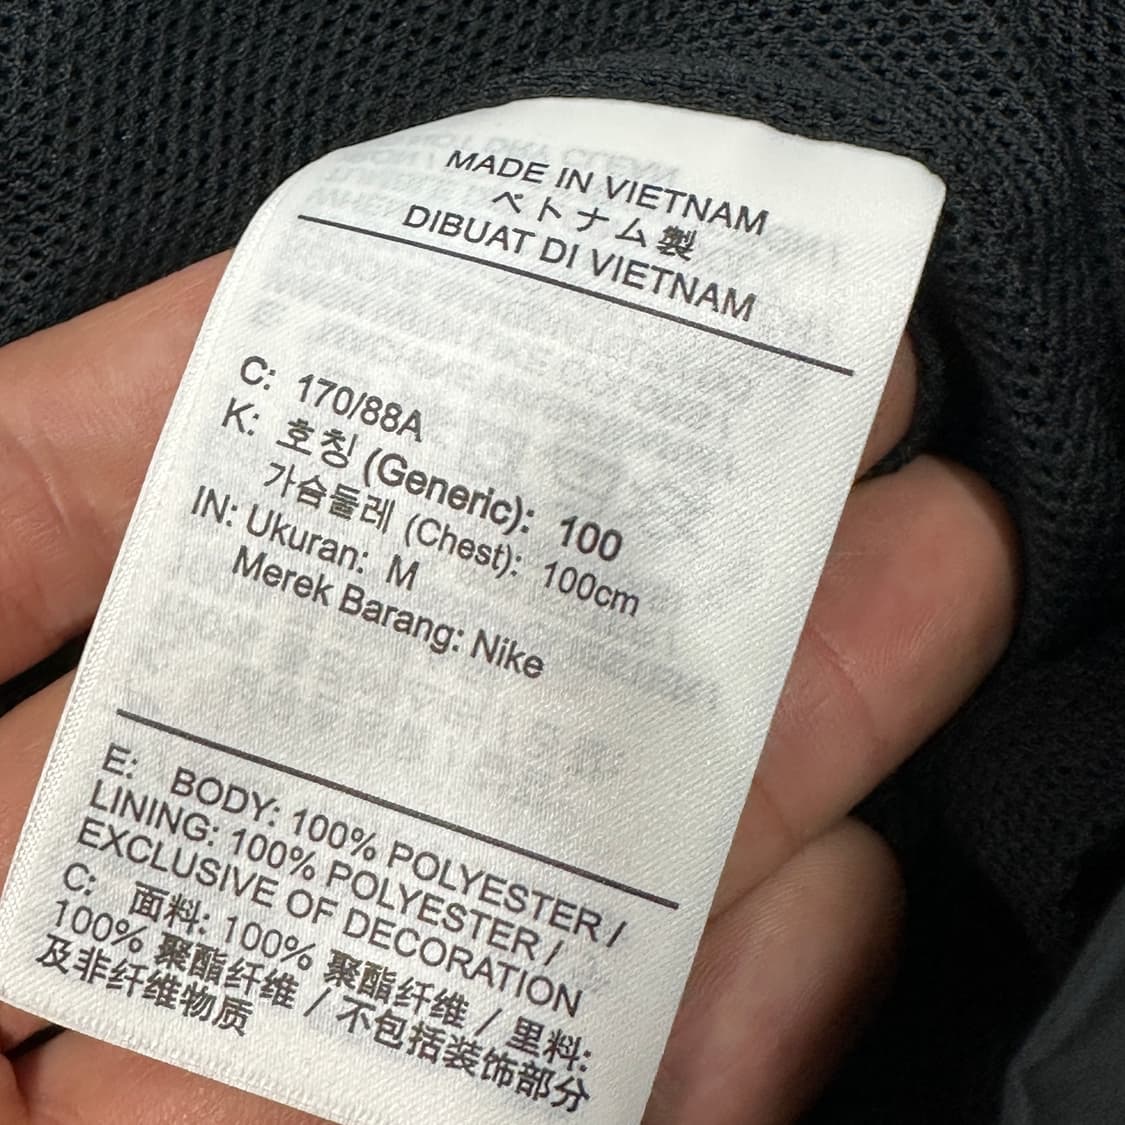 MADE IN VIETNAM
ベトナム製
DIBUAT DI VIETNAM
C: 170/88A
K: 호칭 (Generic): 100
가슴둘레 (Chest): 100cm
IN: Ukuran: M
Merek Barang: Nike
E: BODY: 100% POLYESTER /
LINING: 100% POLYESTER /
EXCLUSIVE OF DECORATION
C: 面料: 100% 聚酯纤维 / 里料:
100% 聚酯纤维 / 不包括装饰部分
及非纤维物质